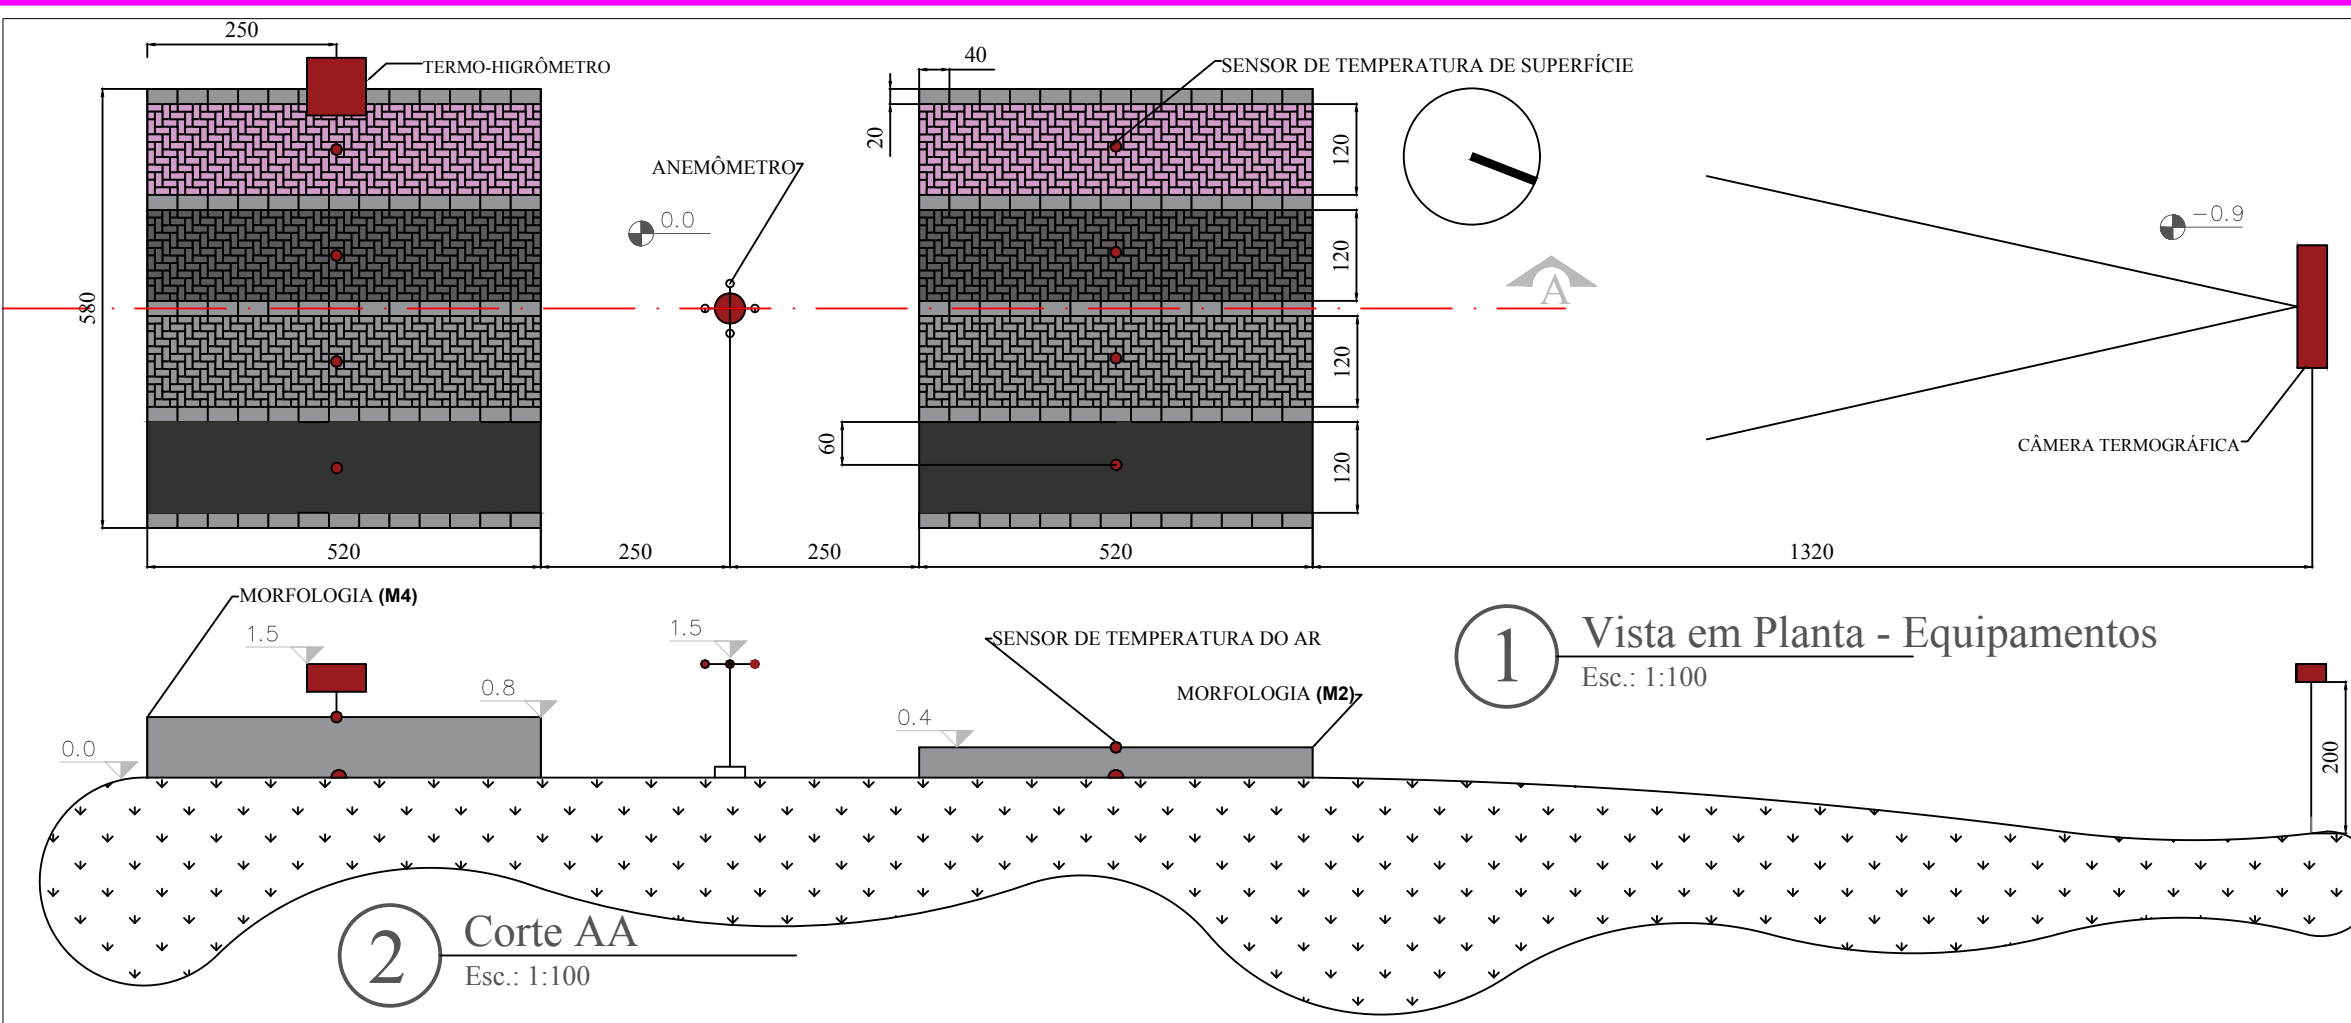 250
TERMO-HIGRÔMETRO
40
SENSOR DE TEMPERATURA DE SUPERFÍCIE
20
120
ANEMÔMETRO
0.0
-0.9
120
A
580
120
60
120
CÂMERA TERMOGRÁFICA
520
250
250
520
1320
MORFOLOGIA (M4)
1.5
1.5
SENSOR DE TEMPERATURA DO AR
1
Vista em Planta - Equipamentos
Esc.: 1:100
0.8
MORFOLOGIA (M2)
0.4
0.0
200
2
Corte AA
Esc.: 1:100